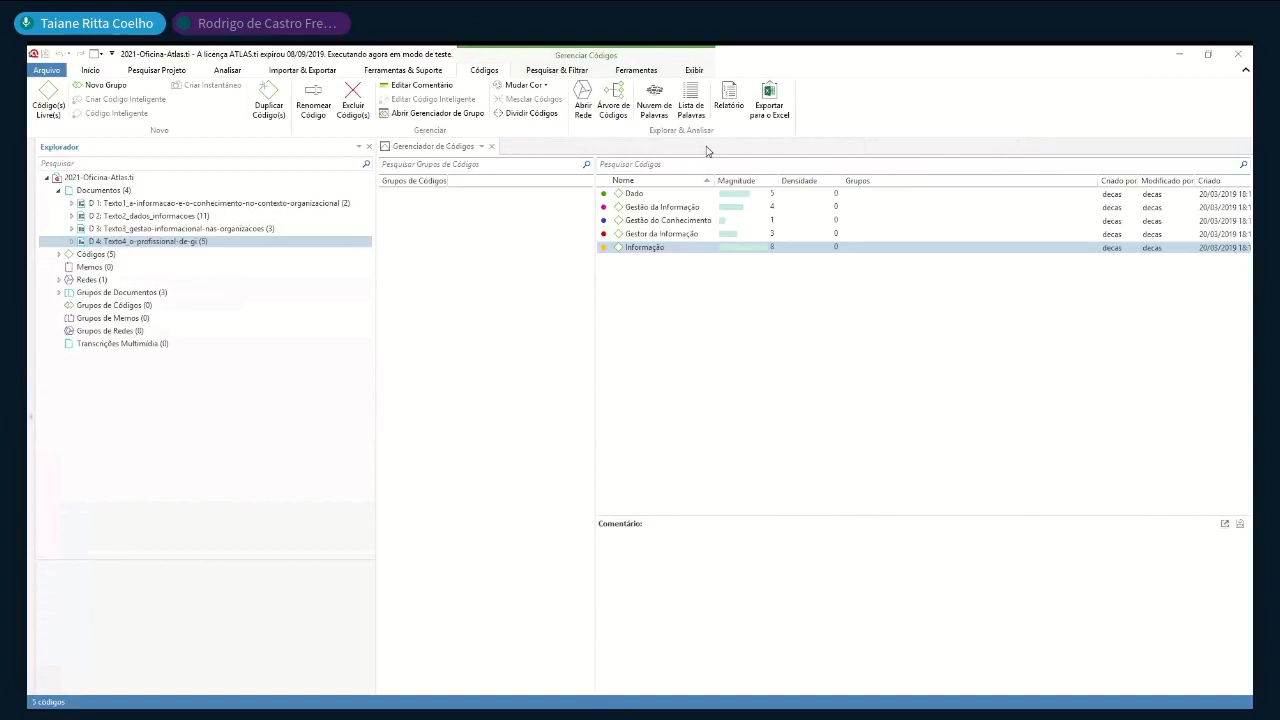 Taiane Ritta Coelho
Rodrigo de Castro Fre...
2021-Oficina-Atlas.ti - A licença ATLAS.ti expirou 08/09/2019. Executando agora em modo de teste.
Gerenciar Códigos
Arquivo Início Pesquisar Projeto Analisar Importar & Exportar Ferramentas & Suporte Códigos Pesquisar & Filtrar Ferramentas Exibir
Código(s) Livre(s)
Novo Grupo
Criar Código Inteligente
Código Inteligente
Criar Instantâneo
Duplicar Código(s)
Renomear Código
Excluir Código(s)
Editar Comentário
Editar Código Inteligente
Abrir Gerenciador de Grupo
Mudar Cor
Mesclar Códigos
Dividir Códigos
Abrir Rede
Árvore de Códigos
Nuvem de Palavras
Lista de Palavras
Relatório
Exportar para o Excel
Novo Gerenciar Explorar & Analisar
Explorador
Pesquisar
2021-Oficina-Atlas.ti
Documentos (4)
D 1: Texto1_a-informacao-e-o-conhecimento-no-contexto-organizacional (2)
D 2: Texto2_dados_informacoes (11)
D 3: Texto3_gestao-informacional-nas-organizacoes (3)
D 4: Texto4_o-profissional-de-gi (5)
Códigos (5)
Memos (0)
Redes (1)
Grupos de Documentos (3)
Grupos de Códigos (0)
Grupos de Memos (0)
Grupos de Redes (0)
Transcrições Multimídia (0)
Gerenciador de Códigos
Pesquisar Grupos de Códigos
Grupos de Códigos
Pesquisar Códigos
Nome Magnitude Densidade Grupos Criado por Modificado por Criado
Dado 5 0 decas decas 20/03/2019 18:1
Gestão da Informação 4 0 decas decas 20/03/2019 18:1
Gestão do Conhecimento 1 0 decas decas 20/03/2019 18:1
Gestor da Informação 3 0 decas decas 20/03/2019 18:1
Informação 8 0 decas decas 20/03/2019 18:1
Comentário:
5 códigos